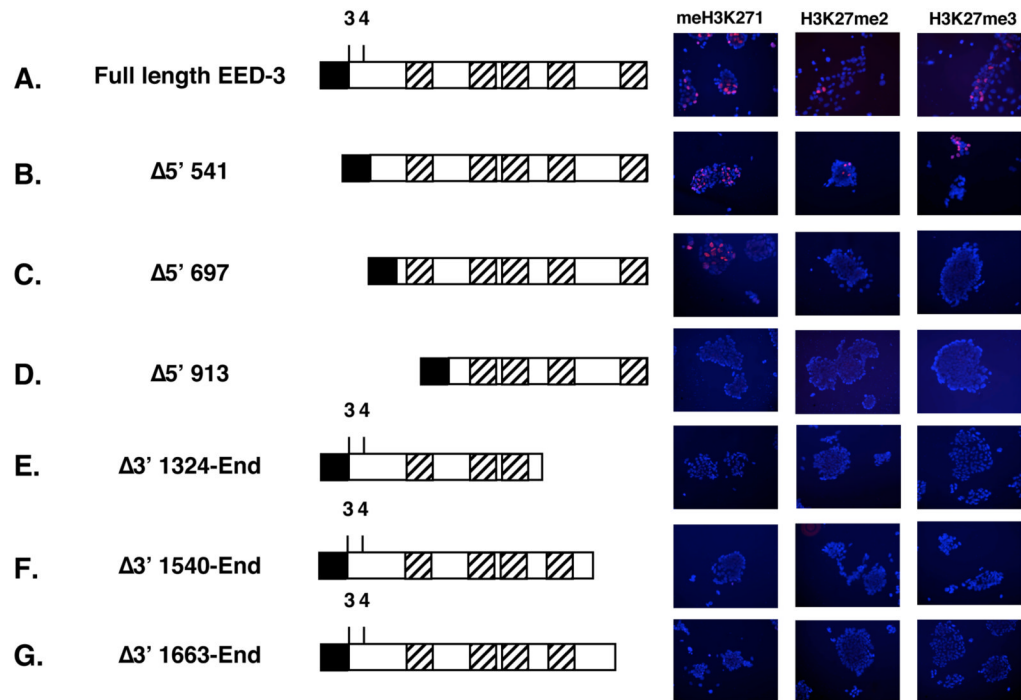 3 4
meH3K271 H3K27me2 H3K27me3
A. Full length EED-3
B. Δ5’ 541
C. Δ5’ 697
D. Δ5’ 913
3 4
E. Δ3’ 1324-End
3 4
F. Δ3’ 1540-End
3 4
G. Δ3’ 1663-End